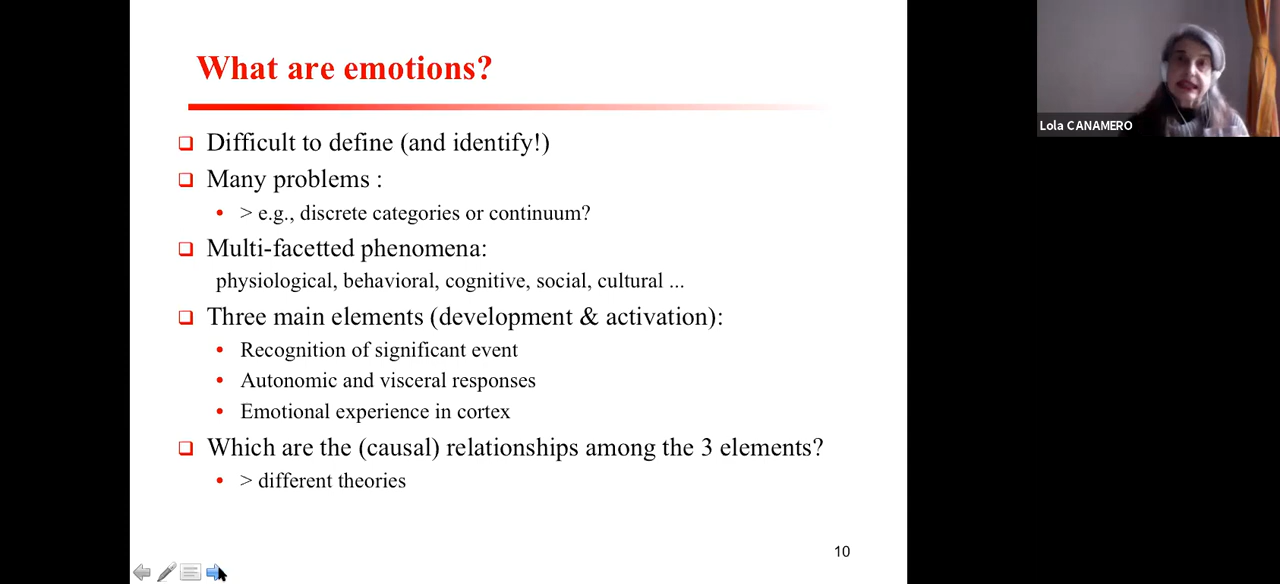 What are emotions?
Difficult to define (and identify!)
Many problems :
> e.g., discrete categories or continuum?
Multi-facetted phenomena:
physiological, behavioral, cognitive, social, cultural ...
Three main elements (development & activation):
Recognition of significant event
Autonomic and visceral responses
Emotional experience in cortex
Which are the (causal) relationships among the 3 elements?
> different theories
10
Lola CANAMERO